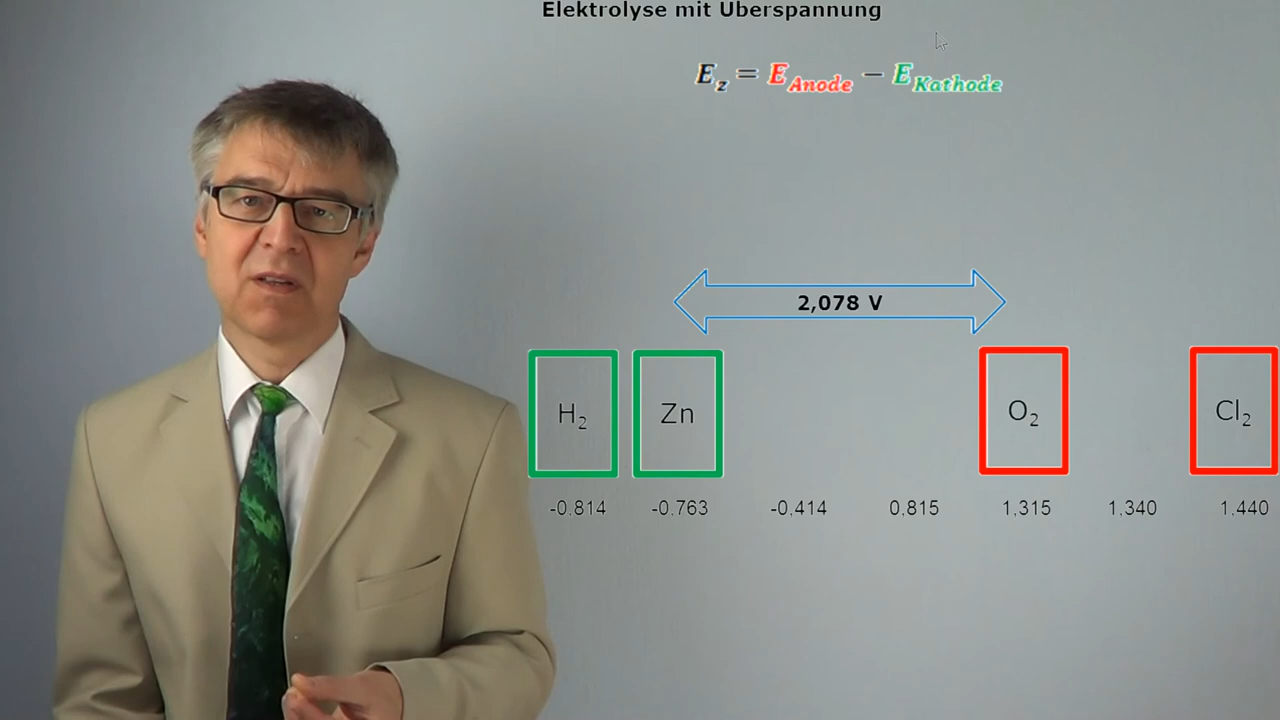 Elektrolyse mit Überspannung
E_z = E_Anode − E_Kathode
2,078 V
H₂ Zn O₂ Cl₂
-0,814 -0,763 -0,414 0,815 1,315 1,340 1,440